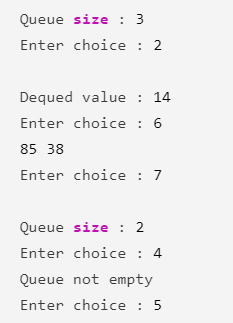 Queue size : 3
Enter choice : 2
Dequed value : 14
Enter choice : 6
85 38
Enter choice : 7
Queue size : 2
Enter choice : 4
Queue not empty
Enter choice : 5